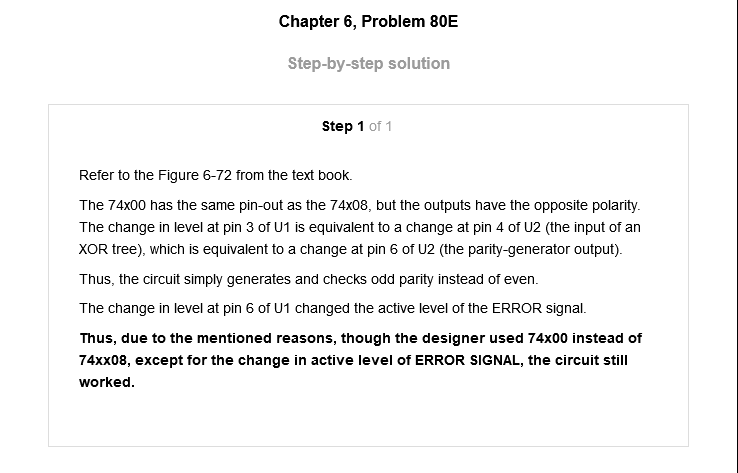 Chapter 6, Problem 80E
Step-by-step solution
Step 1 of 1
Refer to the Figure 6-72 from the text book.
The 74x00 has the same pin-out as the 74x08, but the outputs have the opposite polarity.
The change in level at pin 3 of U1 is equivalent to a change at pin 4 of U2 (the input of an
XOR tree), which is equivalent to a change at pin 6 of U2 (the parity-generator output).
Thus, the circuit simply generates and checks odd parity instead of even.
The change in level at pin 6 of U1 changed the active level of the ERROR signal.
Thus, due to the mentioned reasons, though the designer used 74x00 instead of
74xx08, except for the change in active level of ERROR SIGNAL, the circuit still
worked.